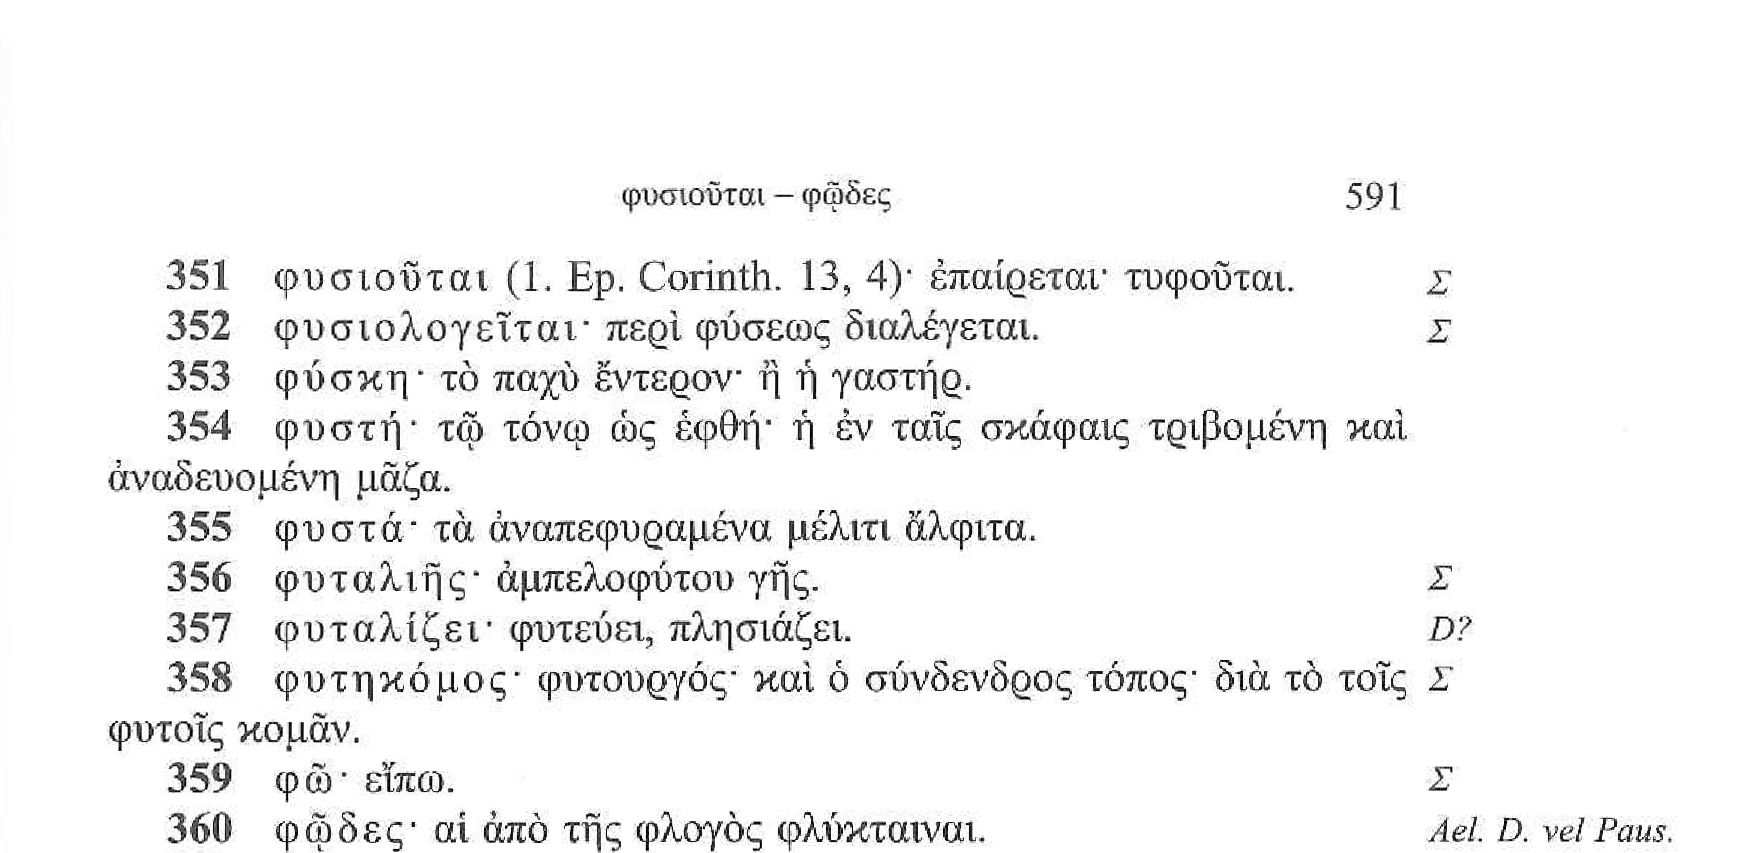 φυσιοῦται – φῷδες 591
351 φυσιοῦται (1. Ep. Corinth. 13, 4)· ἐπαίρεται· τυφοῦται. Σ
352 φυσιολογεῖται· περὶ φύσεως διαλέγεται. Σ
353 φύσκη· τὸ παχὺ ἔντερον· ἢ ἡ γαστήρ.
354 φυστή· τῷ τόνῳ ὡς ἑφθή· ἡ ἐν ταῖς σκάφαις τριβομένη καὶ
ἀναδευομένη μᾶζα.
355 φυστά· τὰ ἀναπεφυραμένα μέλιτι ἄλφιτα.
356 φυταλιῆς· ἀμπελοφύτου γῆς. Σ
357 φυταλίζει· φυτεύει, πλησιάζει. D?
358 φυτηκόμος· φυτουργός· καὶ ὁ σύνδενδρος τόπος· διὰ τὸ τοῖς Σ
φυτοῖς κομᾶν.
359 φῶ· εἴπω. Σ
360 φῷδες· αἱ ἀπὸ τῆς φλογὸς φλύκταιναι. Ael. D. vel Paus.